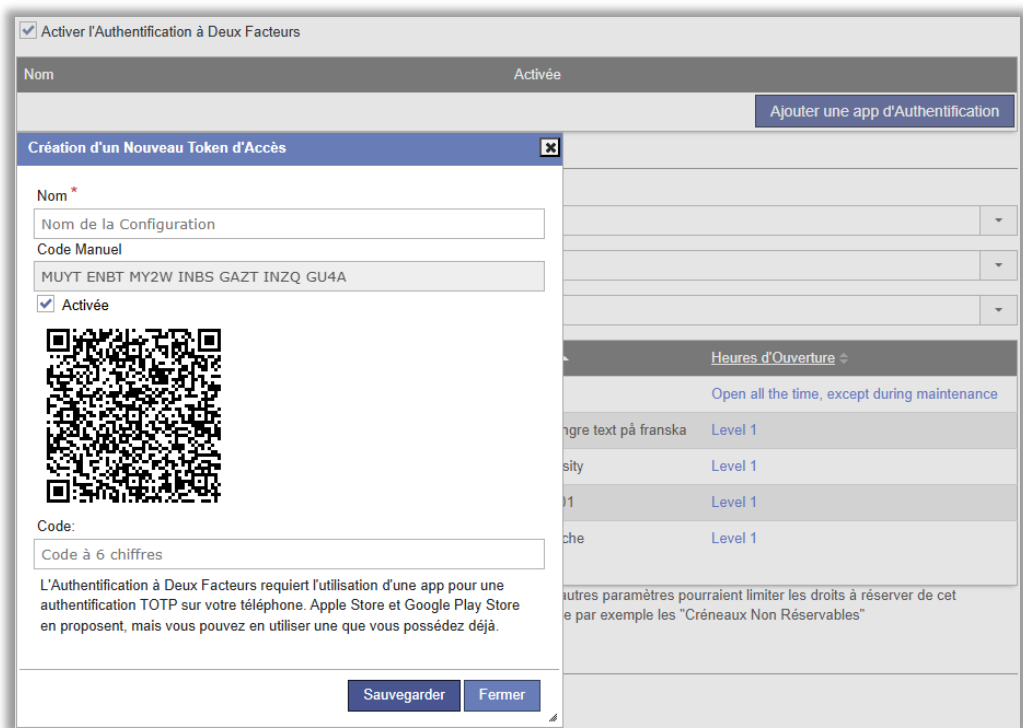 Activer l'Authentification à Deux Facteurs
Nom Activée
Ajouter une app d'Authentification
Création d'un Nouveau Token d'Accès
Nom *
Nom de la Configuration
Code Manuel
MUYT ENBT MY2W INBS GAZT INZQ GU4A
Activée
Code:
Code à 6 chiffres
L'Authentification à Deux Facteurs requiert l'utilisation d'une app pour une
authentification TOTP sur votre téléphone. Apple Store et Google Play Store
en proposent, mais vous pouvez en utiliser une que vous possédez déjà.
Sauvegarder Fermer
Heures d'Ouverture
Open all the time, except during maintenance
text på franska Level 1
Level 1
Level 1
Level 1
autres paramètres pourraient limiter les droits à réserver de cet
par exemple les "Créneaux Non Réservables"